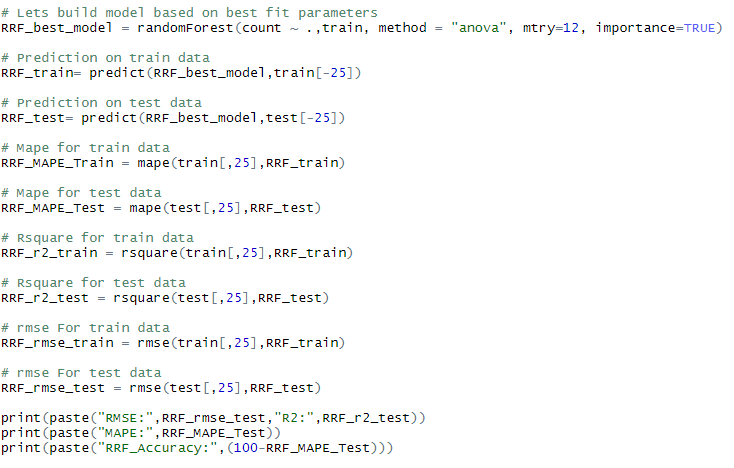 # Lets build model based on best fit parameters
RRF_best_model = randomForest(count ~ .,train, method = "anova", mtry=12, importance=TRUE)
# Prediction on train data
RRF_train= predict(RRF_best_model,train[-25])
# Prediction on test data
RRF_test= predict(RRF_best_model,test[-25])
# Mape for train data
RRF_MAPE_Train = mape(train[,25],RRF_train)
# Mape for test data
RRF_MAPE_Test = mape(test[,25],RRF_test)
# Rsquare for train data
RRF_r2_train = rsquare(train[,25],RRF_train)
# Rsquare for test data
RRF_r2_test = rsquare(test[,25],RRF_test)
# rmse For train data
RRF_rmse_train = rmse(train[,25],RRF_train)
# rmse For test data
RRF_rmse_test = rmse(test[,25],RRF_test)
print(paste("RMSE:",RRF_rmse_test,"R2:",RRF_r2_test))
print(paste("MAPE:",RRF_MAPE_Test))
print(paste("RRF_Accuracy:",(100-RRF_MAPE_Test)))